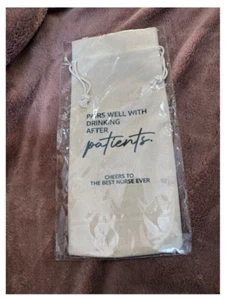 PAIRS WELL WITH
DRINKING
AFTER
patients.
CHEERS TO
THE BEST NURSE EVER